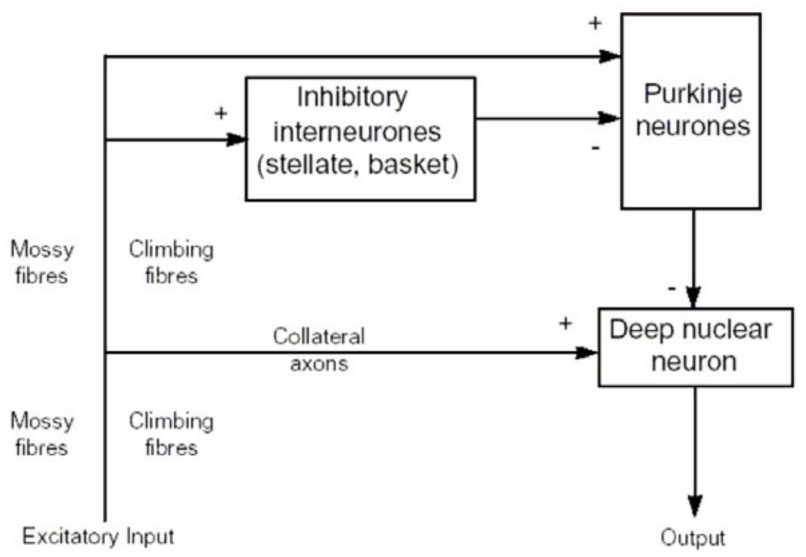 +
Inhibitory
interneurones
(stellate, basket)
+
-
Purkinje
neurones
Mossy
fibres
Climbing
fibres
-
Collateral
axons
+
Deep nuclear
neuron
Mossy
fibres
Climbing
fibres
Excitatory Input
Output